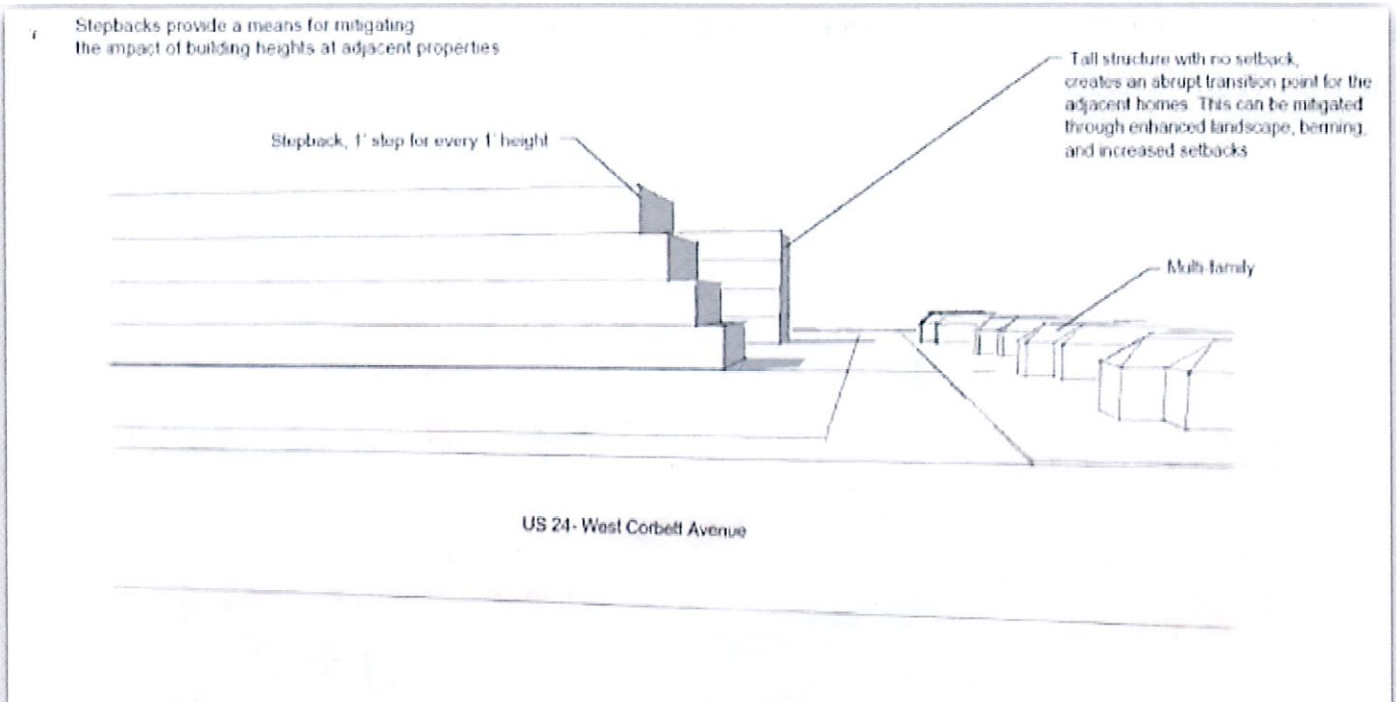 Stepbacks provide a means for mitigating
the impact of building heights at adjacent properties
Tall structure with no setback,
creates an abrupt transition point for the
adjacent homes. This can be mitigated
through enhanced landscape, berming,
and increased setbacks
Stepback, 1' step for every 1' height
Multi-family
US 24- West Corbett Avenue